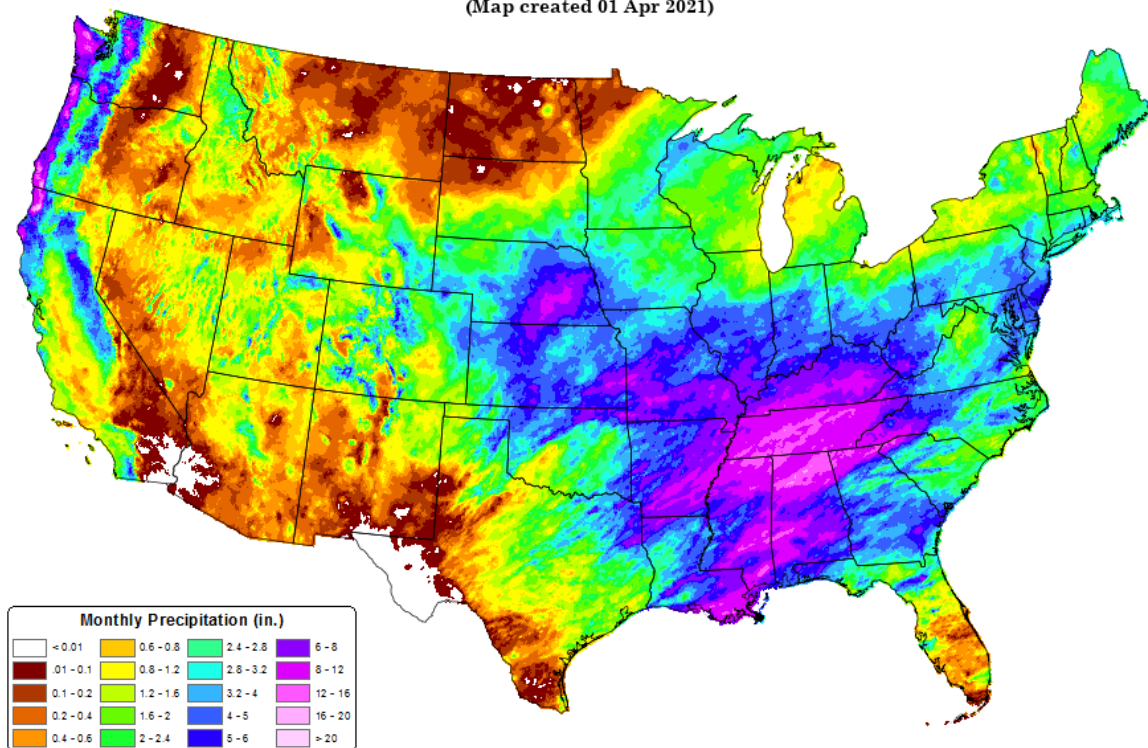 (Map created 01 Apr 2021)
Monthly Precipitation (in.)
< 0.01 0.6 - 0.8 2.4 - 2.8 6 - 8
.01 - 0.1 0.8 - 1.2 2.8 - 3.2 8 - 12
0.1 - 0.2 1.2 - 1.6 3.2 - 4 12 - 16
0.2 - 0.4 1.6 - 2 4 - 5 16 - 20
0.4 - 0.6 2 - 2.4 5 - 6 > 20